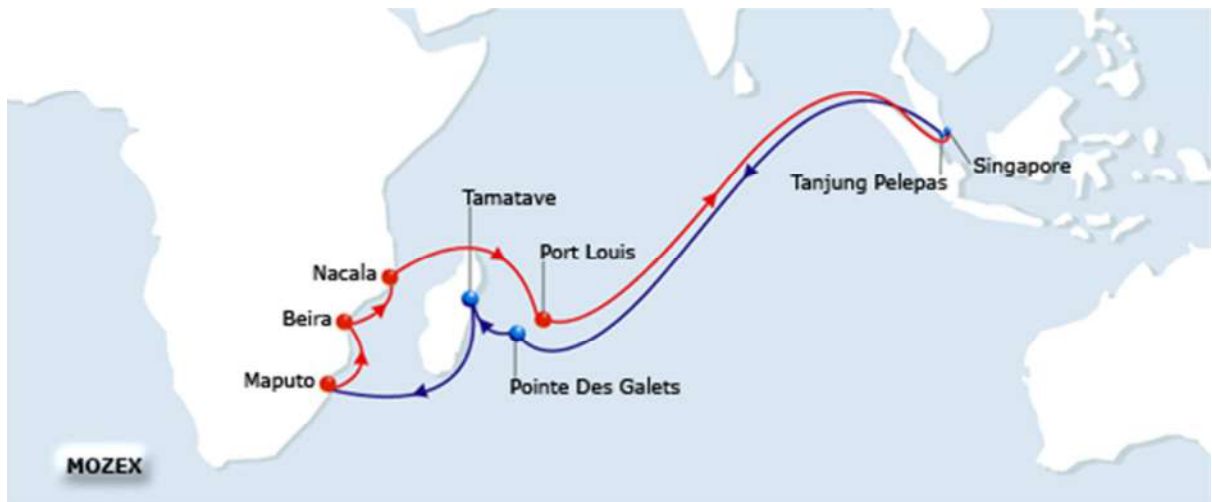 Singapore
Tanjung Pelepas
Tamatave
Port Louis
Nacala
Beira
Maputo
Pointe Des Galets
MOZEX